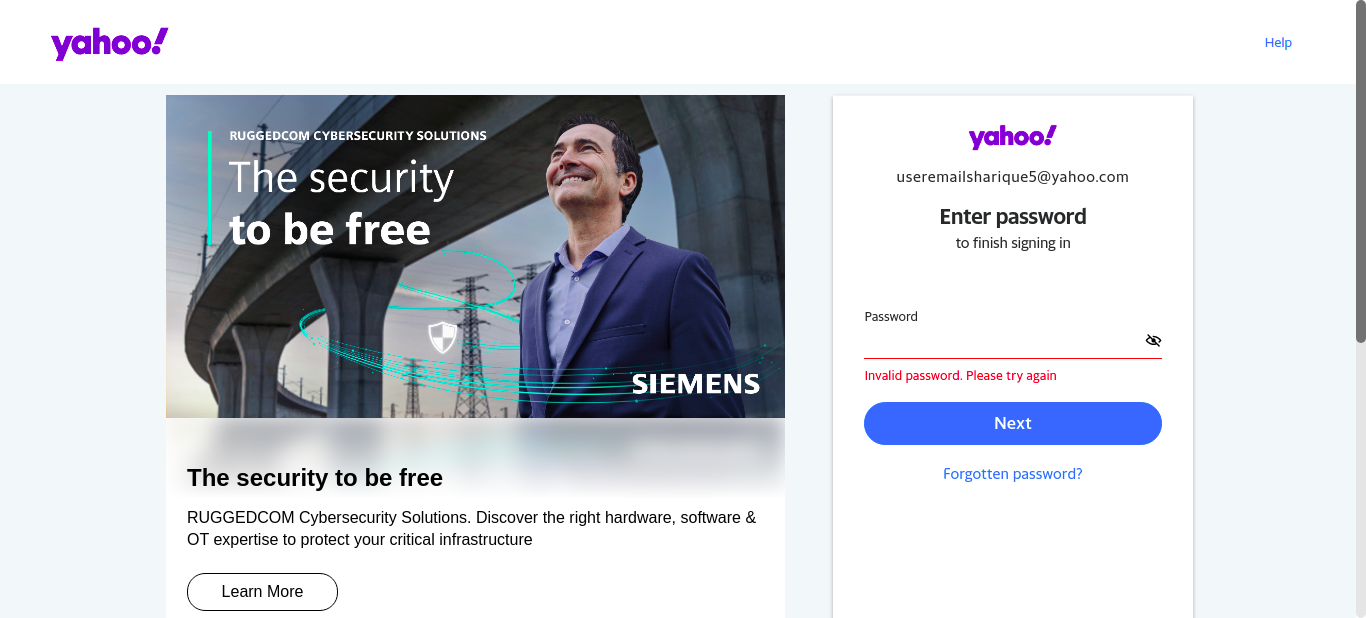 yahoo!
Help
RUGGEDCOM CYBERSECURITY SOLUTIONS
The security
to be free
SIEMENS
The security to be free
RUGGEDCOM Cybersecurity Solutions. Discover the right hardware, software &
OT expertise to protect your critical infrastructure
Learn More
yahoo!
useremailsharique5@yahoo.com
Enter password
to finish signing in
Password
Invalid password. Please try again
Next
Forgotten password?